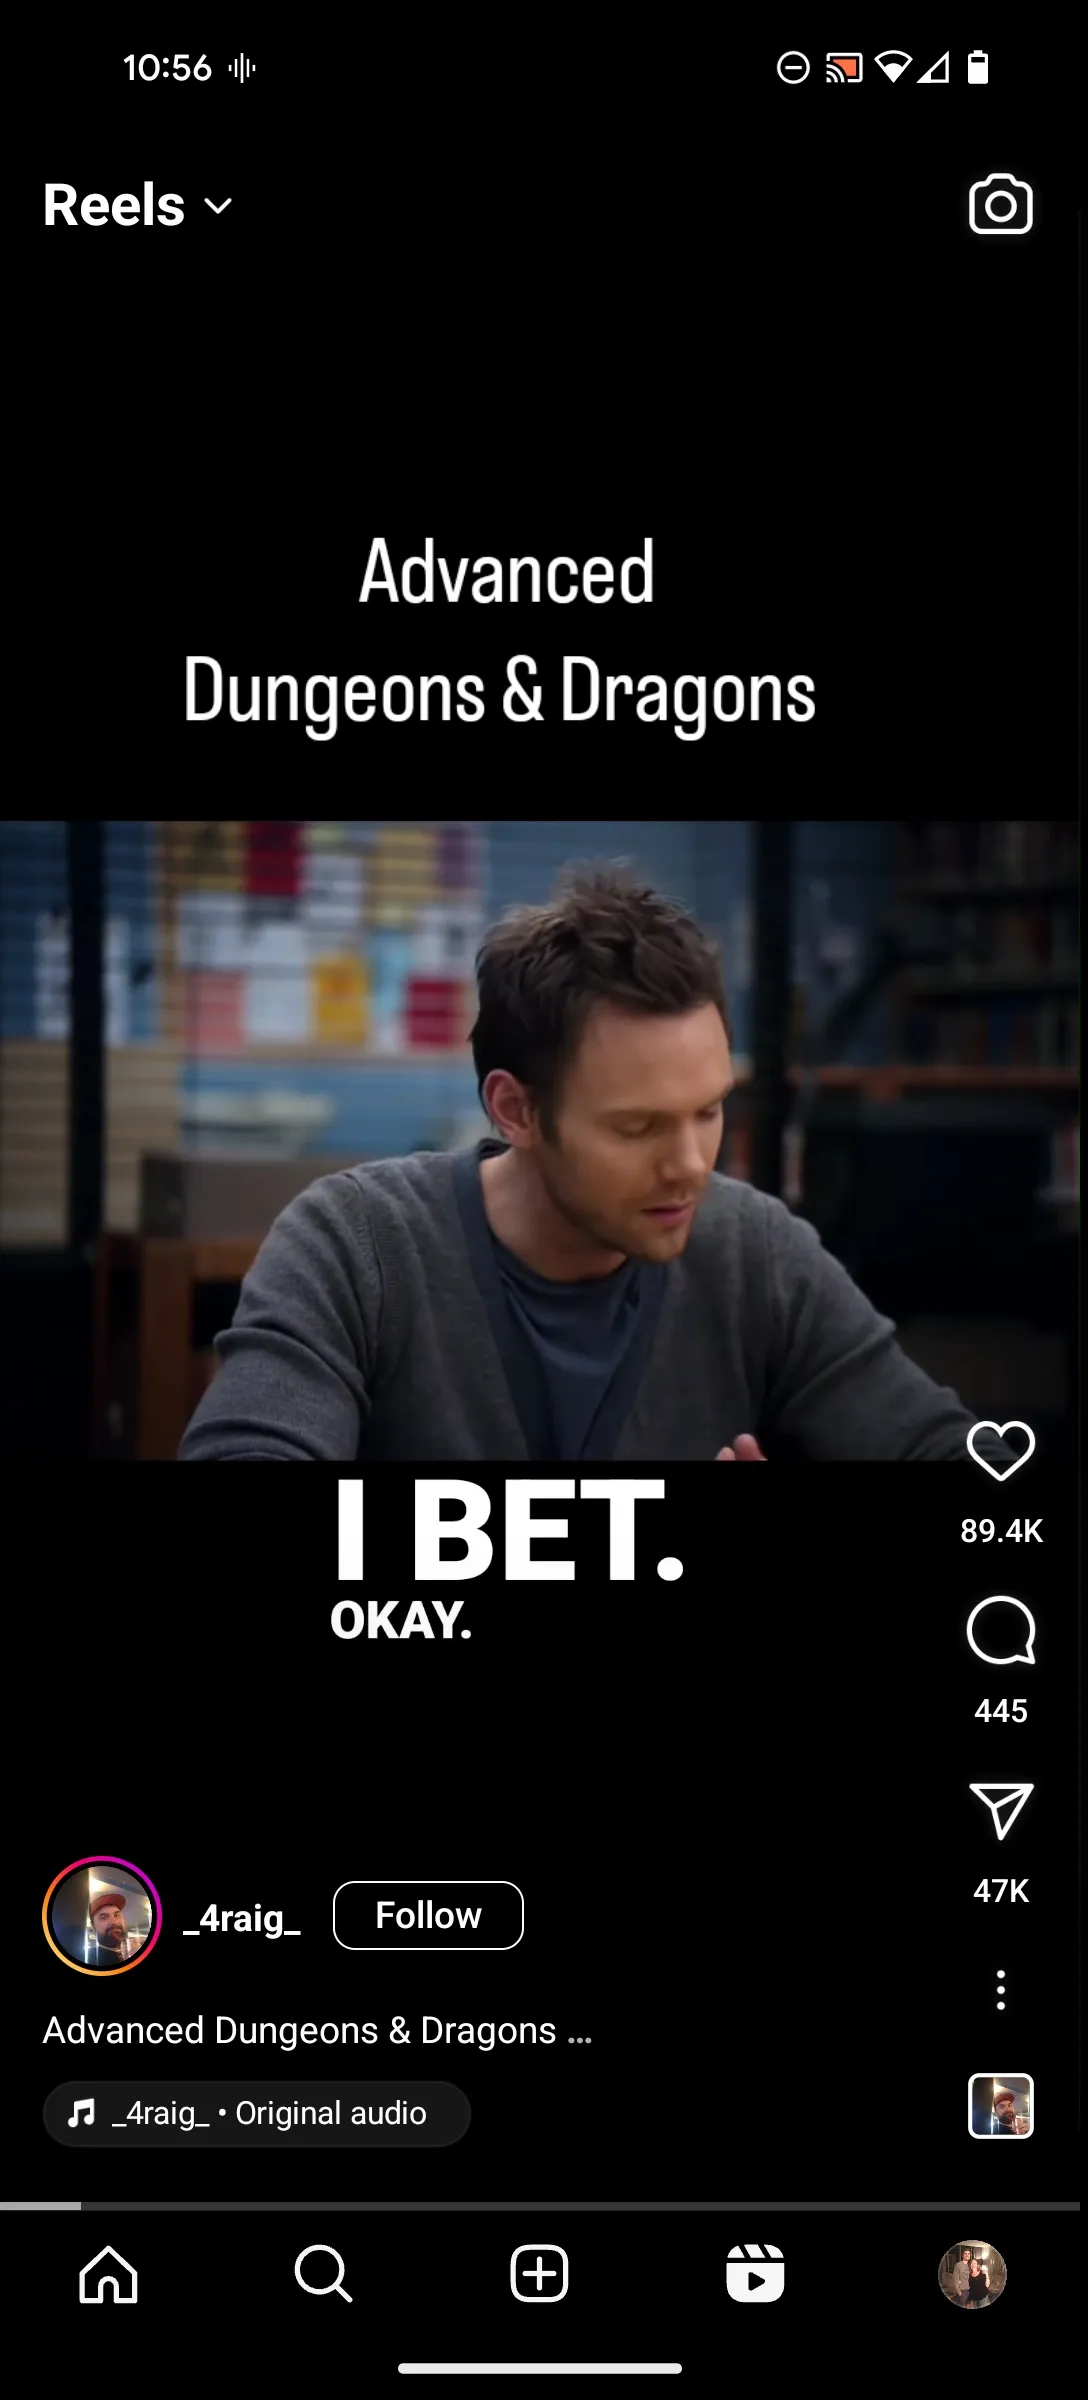 10:56
Reels
Advanced
Dungeons & Dragons
I BET.
OKAY.
89.4K
445
47K
_4raig_
Follow
Advanced Dungeons & Dragons ...
_4raig_ • Original audio